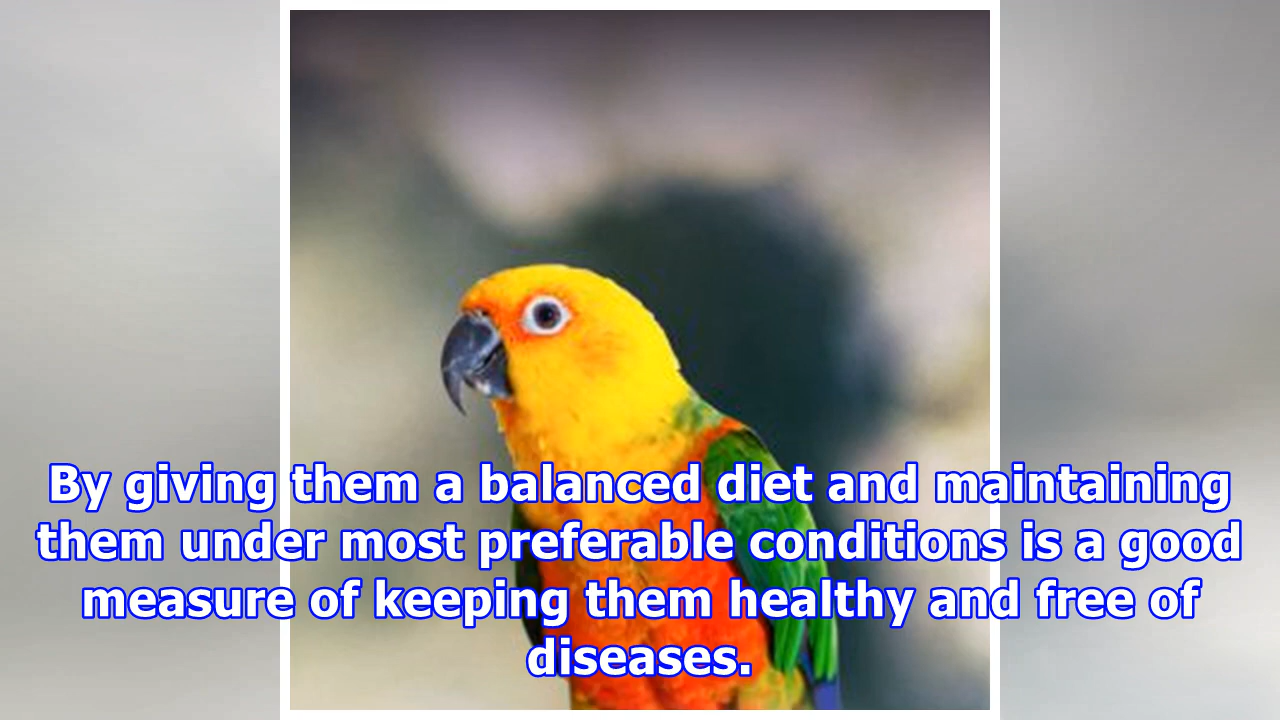 By giving them a balanced diet and maintaining
them under most preferable conditions is a good
measure of keeping them healthy and free of
diseases.